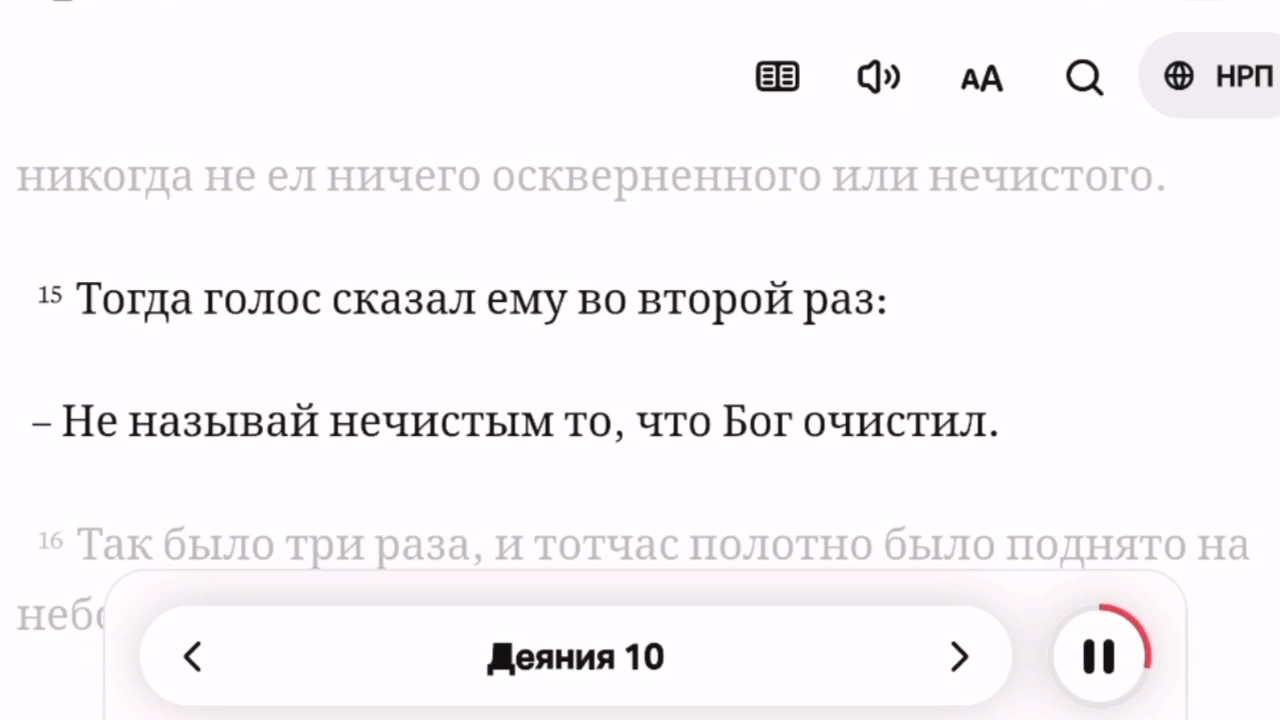 AA
НРП
никогда не ел ничего оскверненного или нечистого.
15 Тогда голос сказал ему во второй раз:
– Не называй нечистым то, что Бог очистил.
16 Так было три раза, и тотчас полотно было поднято на
Деяния 10